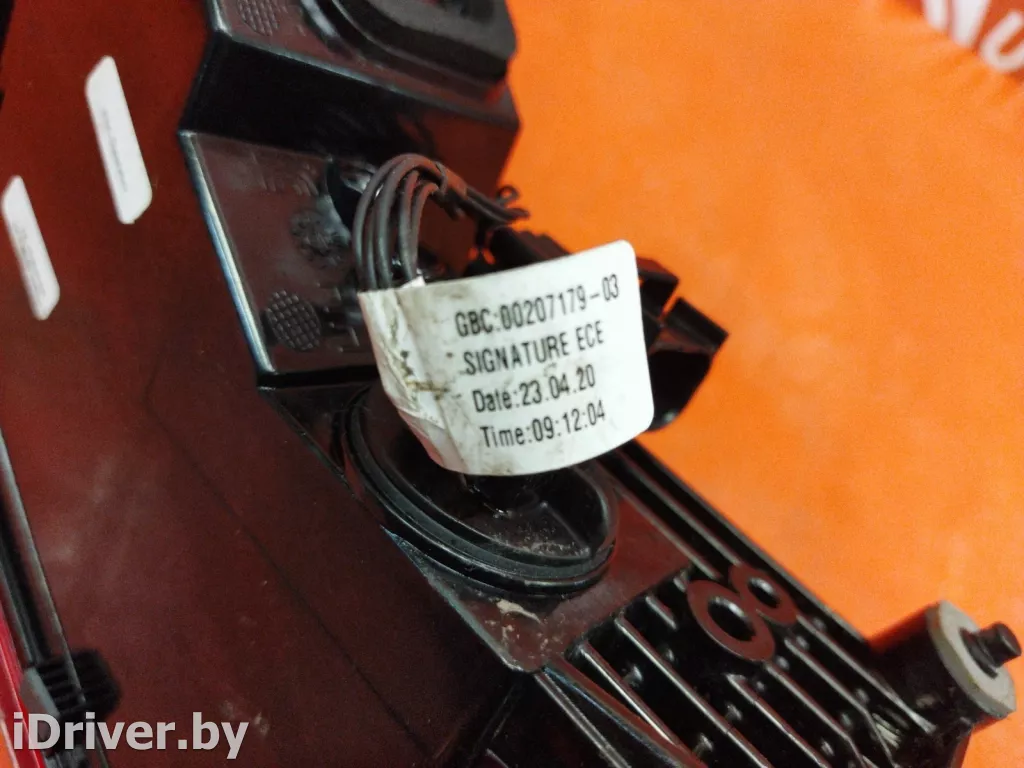 GBC:00207179-03
SIGNATURE ECE
Date:23.04.20
Time:09:12:04
iDriver.by